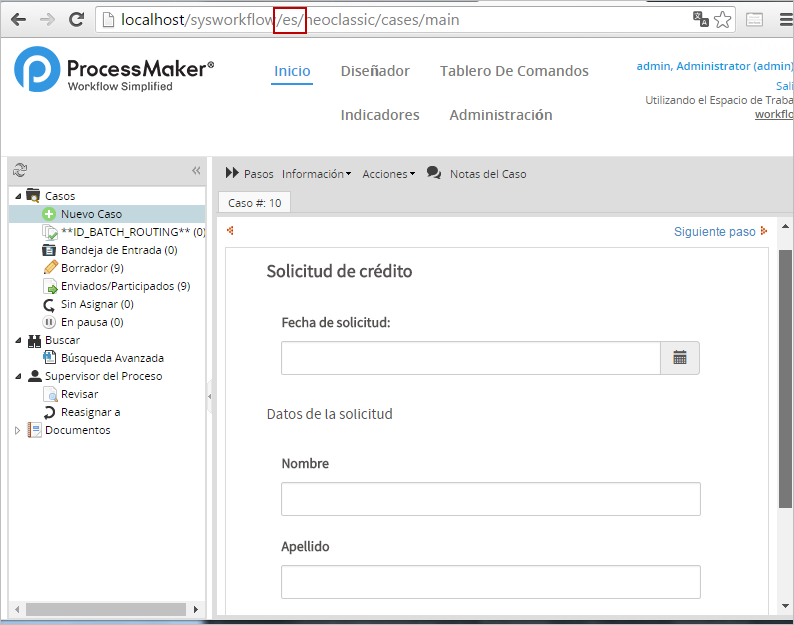 localhost/sysworkflow/es/neoclassic/cases/main
ProcessMaker®
Workflow Simplified
Inicio
Diseñador
Tablero De Comandos
Indicadores
Administración
admin, Administrator (admin)
Sali
Utilizando el Espacio de Traba
workflo
Casos
Nuevo Caso
**ID_BATCH_ROUTING** (0)
Bandeja de Entrada (0)
Borrador (9)
Enviados/Participados (9)
Sin Asignar (0)
En pausa (0)
Buscar
Búsqueda Avanzada
Supervisor del Proceso
Revisar
Reasignar a
Documentos
Pasos
Información
Acciones
Notas del Caso
Caso #: 10
Siguiente paso
Solicitud de crédito
Fecha de solicitud:
Datos de la solicitud
Nombre
Apellido